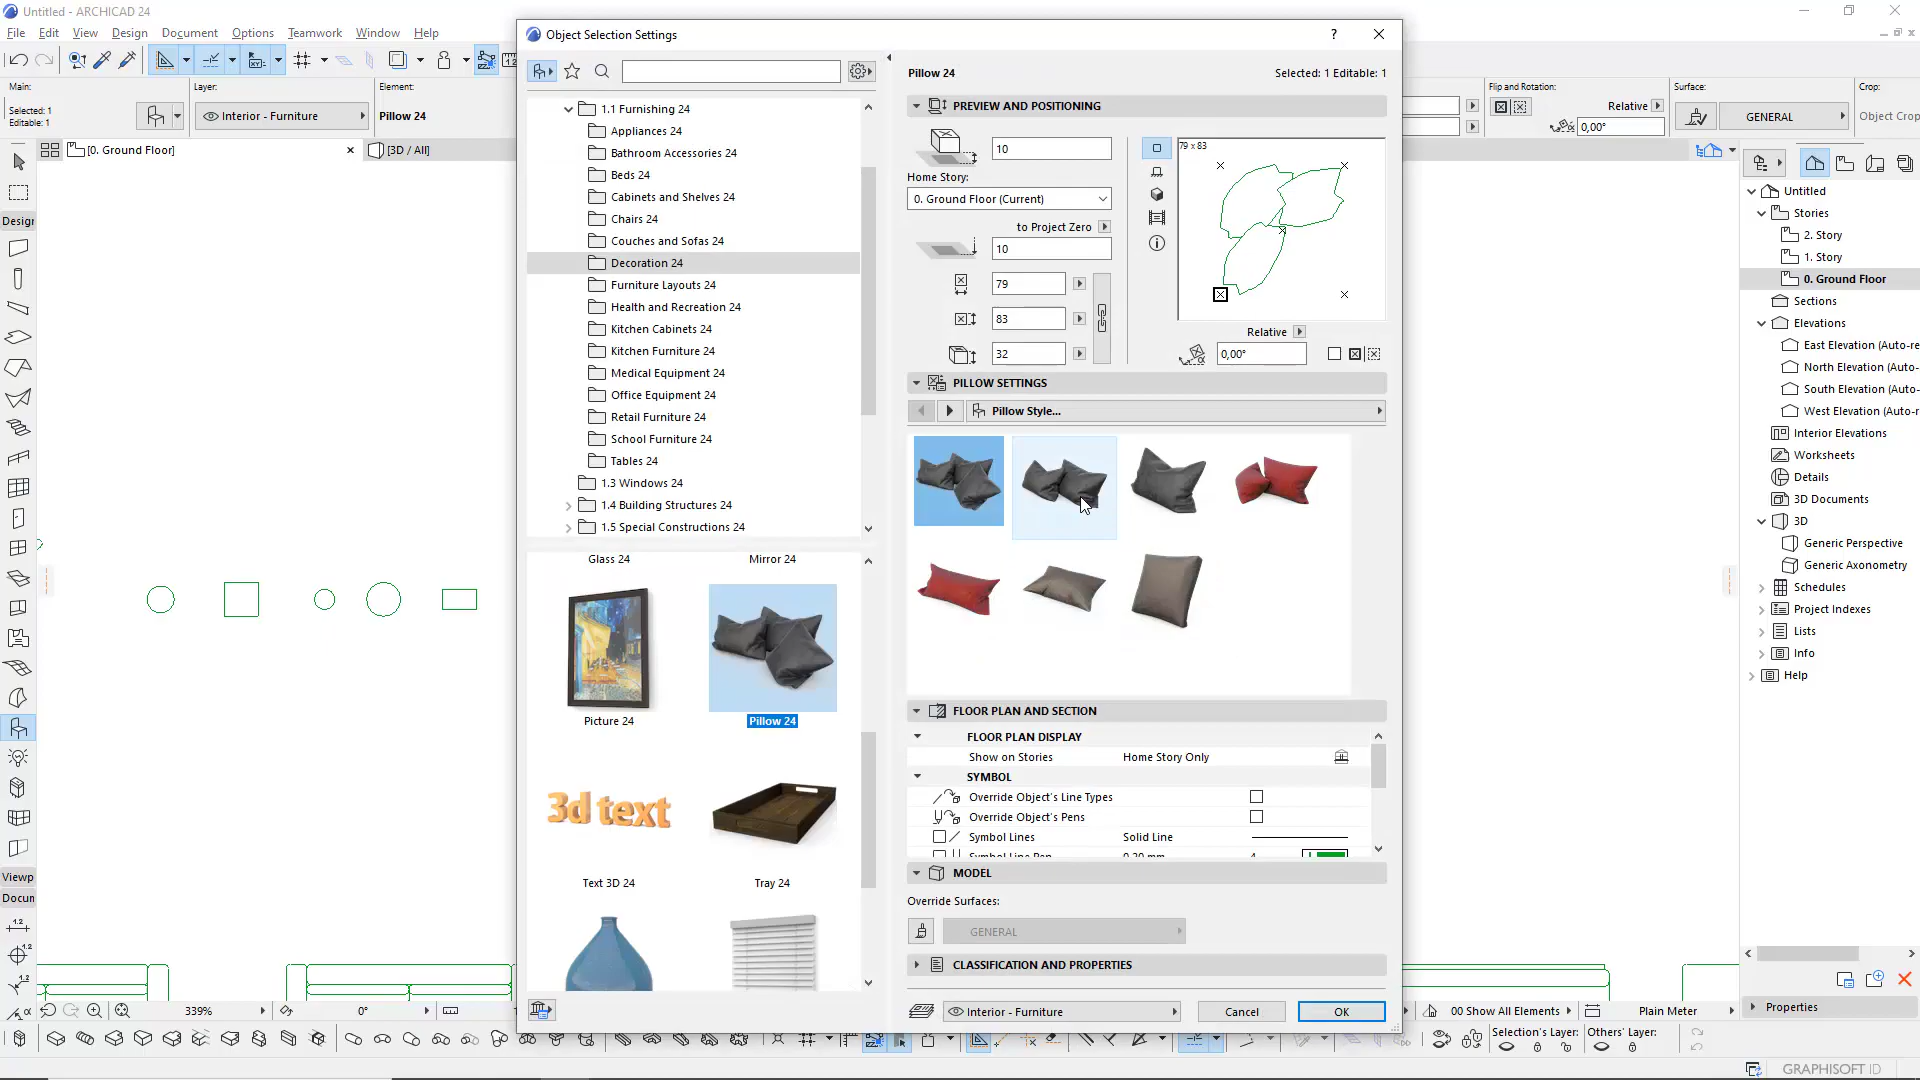 Untitled - ARCHICAD 24
File Edit View Design Document Options Teamwork Window Help
Main:
Selected: 1
Editable: 1
Layer:
Interior - Furniture
Element:
Pillow 24
[0. Ground Floor]
[3D / All]
Design
Viewp
Docun
339%
0°
Object Selection Settings
?
1.1 Furnishing 24
Appliances 24
Bathroom Accessories 24
Beds 24
Cabinets and Shelves 24
Chairs 24
Couches and Sofas 24
Decoration 24
Furniture Layouts 24
Health and Recreation 24
Kitchen Cabinets 24
Kitchen Furniture 24
Medical Equipment 24
Office Equipment 24
Retail Furniture 24
School Furniture 24
Tables 24
1.3 Windows 24
1.4 Building Structures 24
1.5 Special Constructions 24
Glass 24
Mirror 24
Picture 24
Pillow 24
3d text
Text 3D 24
Tray 24
Pillow 24
Selected: 1 Editable: 1
PREVIEW AND POSITIONING
10
Home Story:
0. Ground Floor (Current)
to Project Zero
10
79
83
32
79 x 83
Relative
0,00°
PILLOW SETTINGS
Pillow Style...
FLOOR PLAN AND SECTION
FLOOR PLAN DISPLAY
Show on Stories Home Story Only
SYMBOL
Override Object's Line Types
Override Object's Pens
Symbol Lines Solid Line
Symbol Line Pen 0.20 mm 4
MODEL
Override Surfaces:
GENERAL
CLASSIFICATION AND PROPERTIES
Interior - Furniture
Cancel
OK
Flip and Rotation:
Relative
0,00°
Surface:
GENERAL
Crop:
Object Crop
Untitled
Stories
2. Story
1. Story
0. Ground Floor
Sections
Elevations
East Elevation (Auto-re
North Elevation (Auto-
South Elevation (Auto-
West Elevation (Auto-r
Interior Elevations
Worksheets
Details
3D Documents
3D
Generic Perspective
Generic Axonometry
Schedules
Project Indexes
Lists
Info
Help
Properties
00 Show All Elements
Plain Meter
Selection's Layer:
Others' Layer:
GRAPHISOFT ID